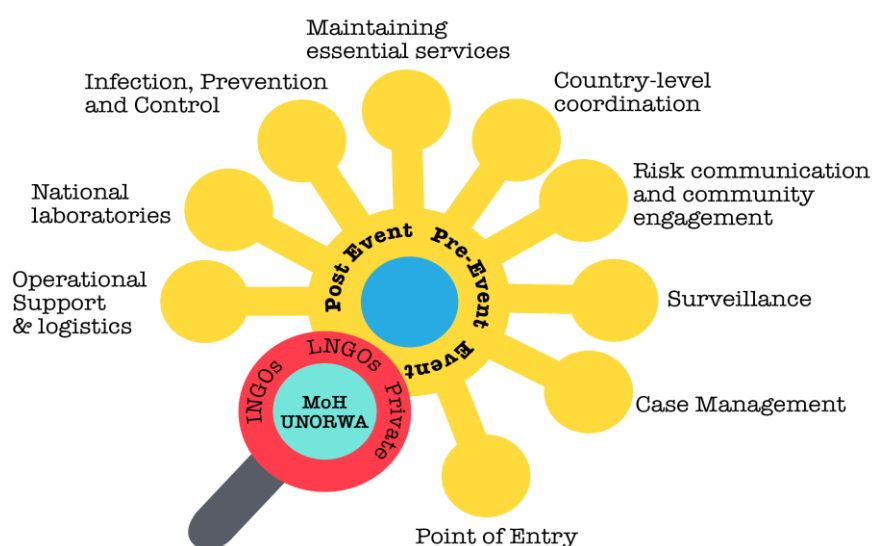 Maintaining
essential services
Infection, Prevention
and Control
Country-level
coordination
National
laboratories
Risk communication
and community
engagement
Operational
Support
& logistics
Surveillance
Case Management
Point of Entry
Post Event
Pre-Event
Event
INGOs
LNGOs
Private
MoH
UNORWA